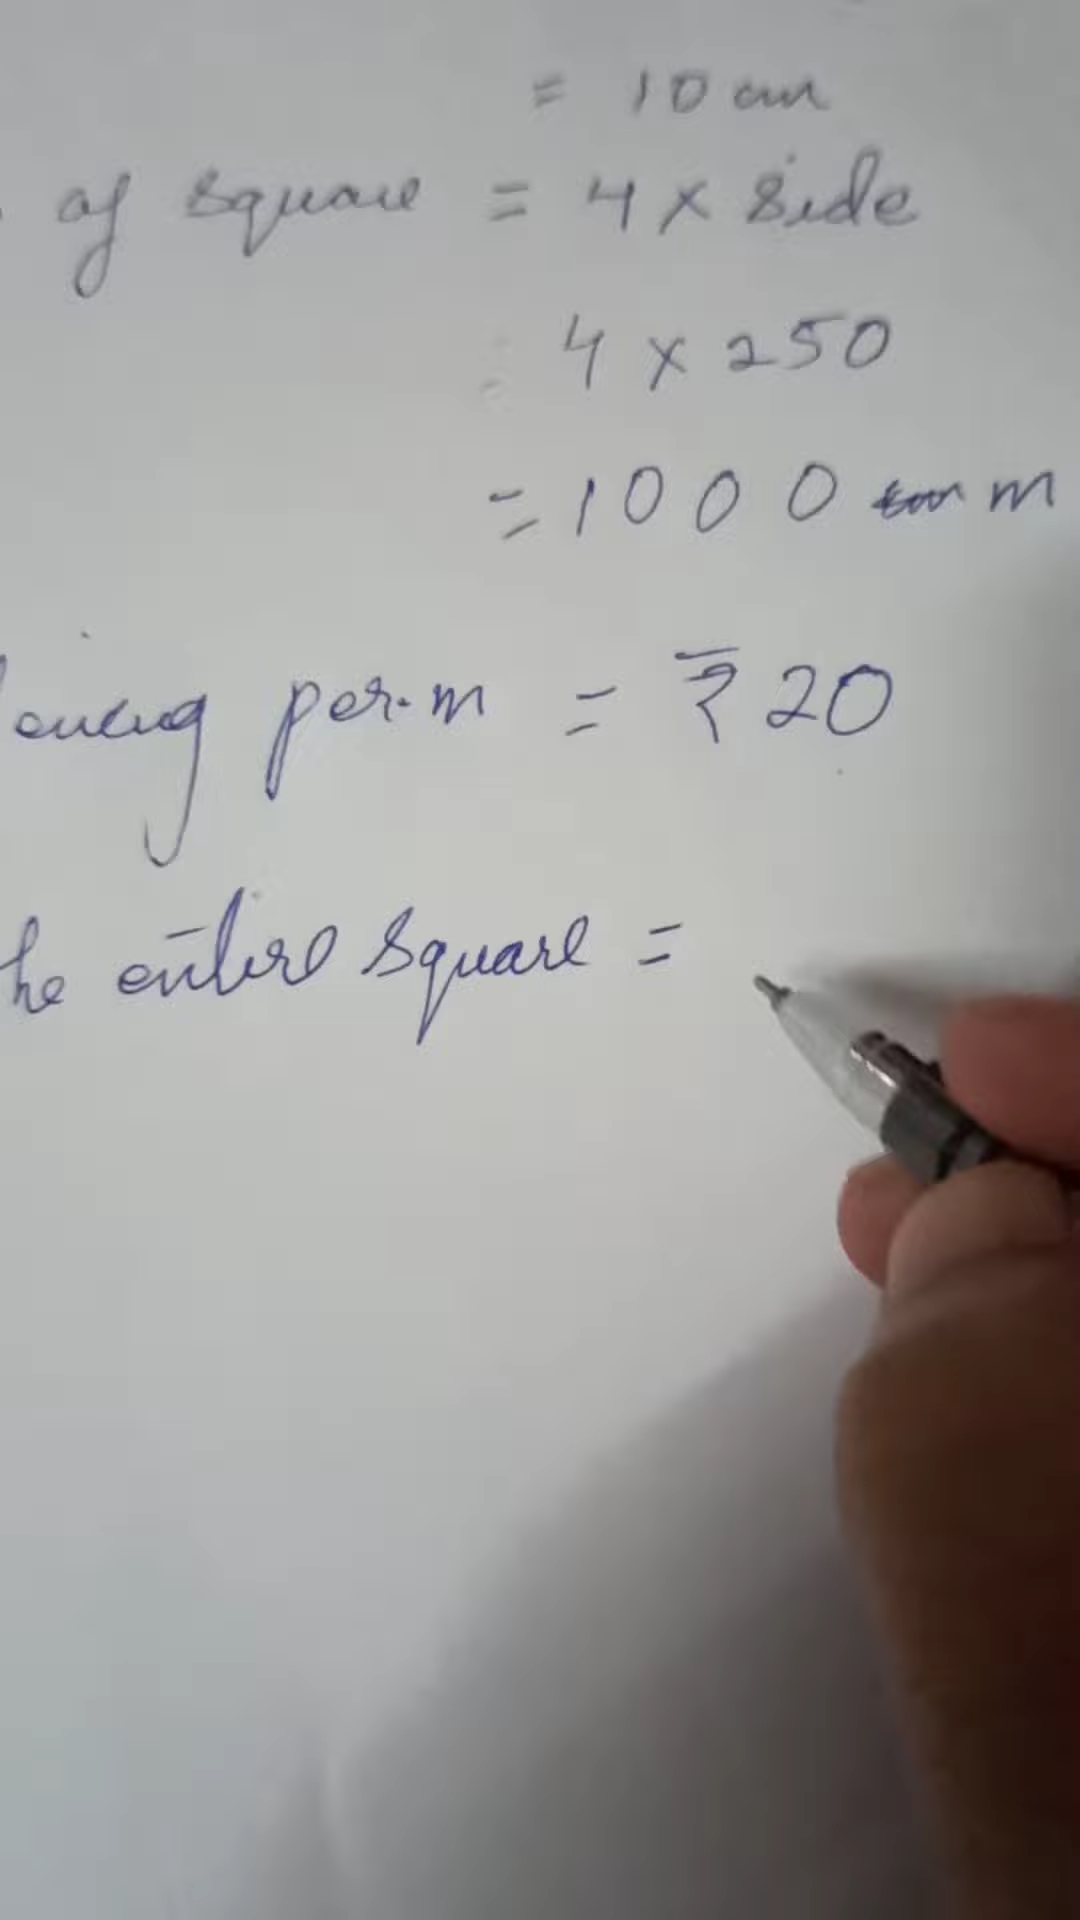 = 10 cm
of square = 4 x side
= 4 x 250
= 1000 m
per m = ₹ 20
he entire square =